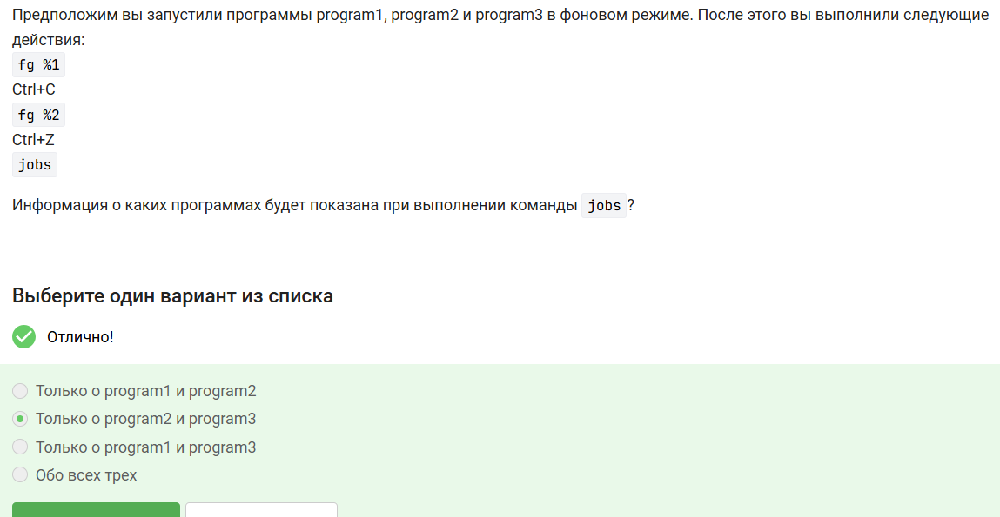 Предположим вы запустили программы program1, program2 и program3 в фоновом режиме. После этого вы выполнили следующие
действия:
fg %1
Ctrl+C
fg %2
Ctrl+Z
jobs
Информация о каких программах будет показана при выполнении команды jobs?
Выберите один вариант из списка
Отлично!
Только о program1 и program2
Только о program2 и program3
Только о program1 и program3
Обо всех трех